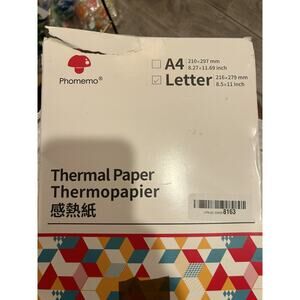 Phomemo®
A4 210×297 mm
8.27×11.69 Inch
Letter 216×279 mm
8.5×11 Inch
Thermal Paper
Thermopapier
感熱紙
8163